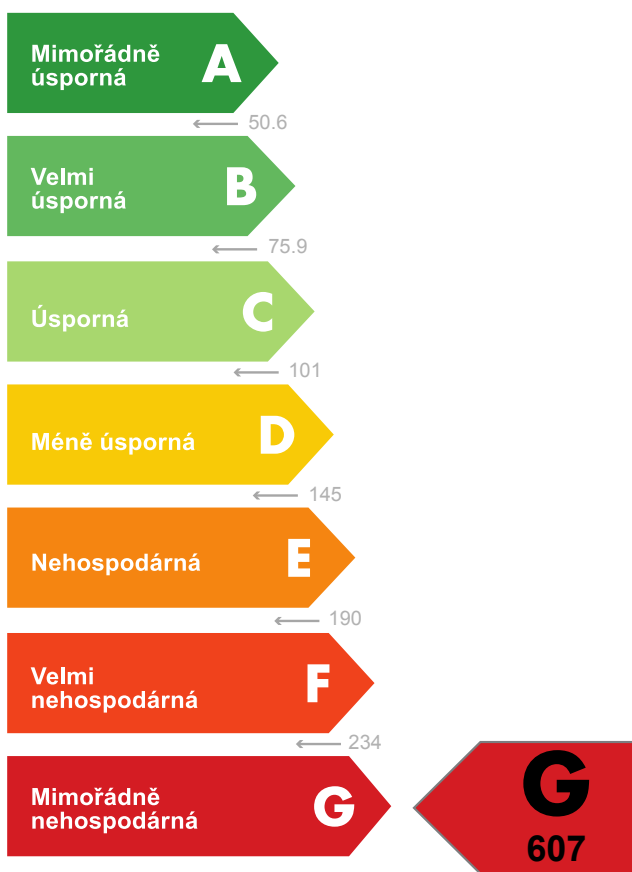 Mimořádně
úsporná
A
50.6
Velmi
úsporná
B
75.9
Úsporná
C
101
Méně úsporná
D
145
Nehospodárná
E
190
Velmi
nehospodárná
F
234
Mimořádně
nehospodárná
G
G
607